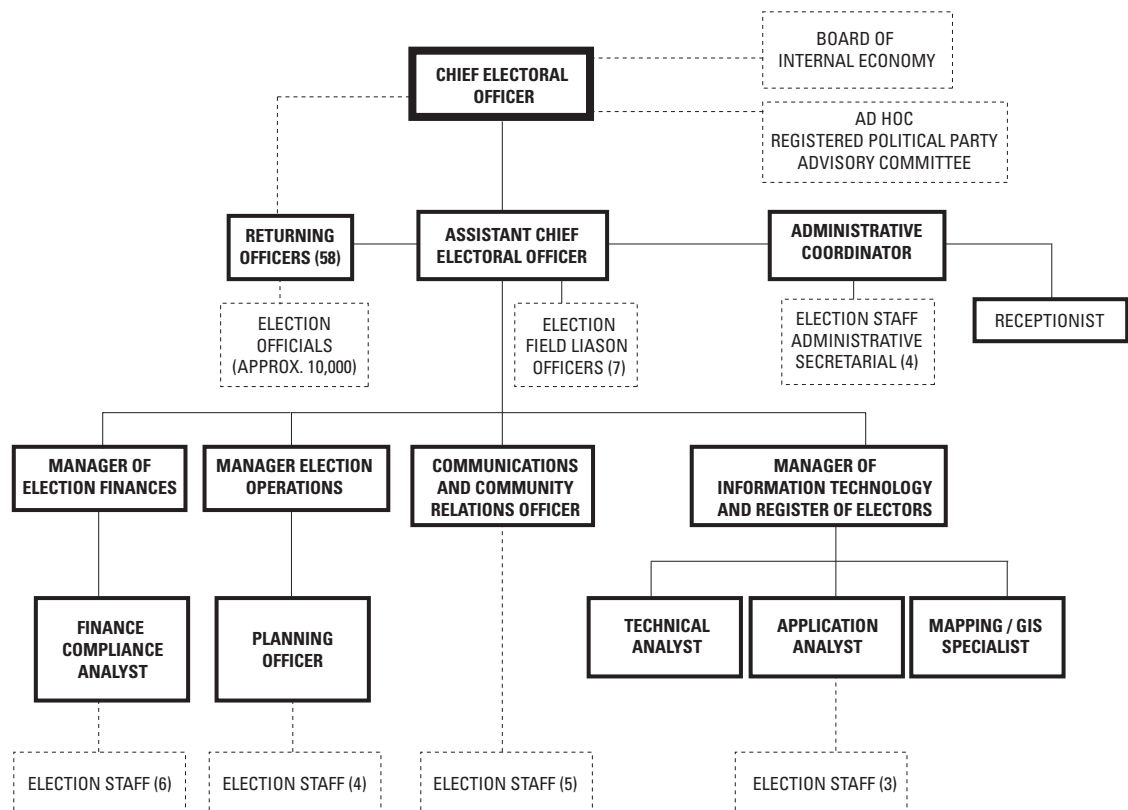 BOARD OF
INTERNAL ECONOMY
CHIEF ELECTORAL
OFFICER
AD HOC
REGISTERED POLITICAL PARTY
ADVISORY COMMITTEE
RETURNING
OFFICERS (58)
ASSISTANT CHIEF
ELECTORAL OFFICER
ADMINISTRATIVE
COORDINATOR
ELECTION
OFFICIALS
(APPROX. 10,000)
ELECTION
FIELD LIASON
OFFICERS (7)
ELECTION STAFF
ADMINISTRATIVE
SECRETARIAL (4)
RECEPTIONIST
MANAGER OF
ELECTION FINANCES
MANAGER ELECTION
OPERATIONS
COMMUNICATIONS
AND COMMUNITY
RELATIONS OFFICER
MANAGER OF
INFORMATION TECHNOLOGY
AND REGISTER OF ELECTORS
FINANCE
COMPLIANCE
ANALYST
PLANNING
OFFICER
TECHNICAL
ANALYST
APPLICATION
ANALYST
MAPPING / GIS
SPECIALIST
ELECTION STAFF (6)
ELECTION STAFF (4)
ELECTION STAFF (5)
ELECTION STAFF (3)